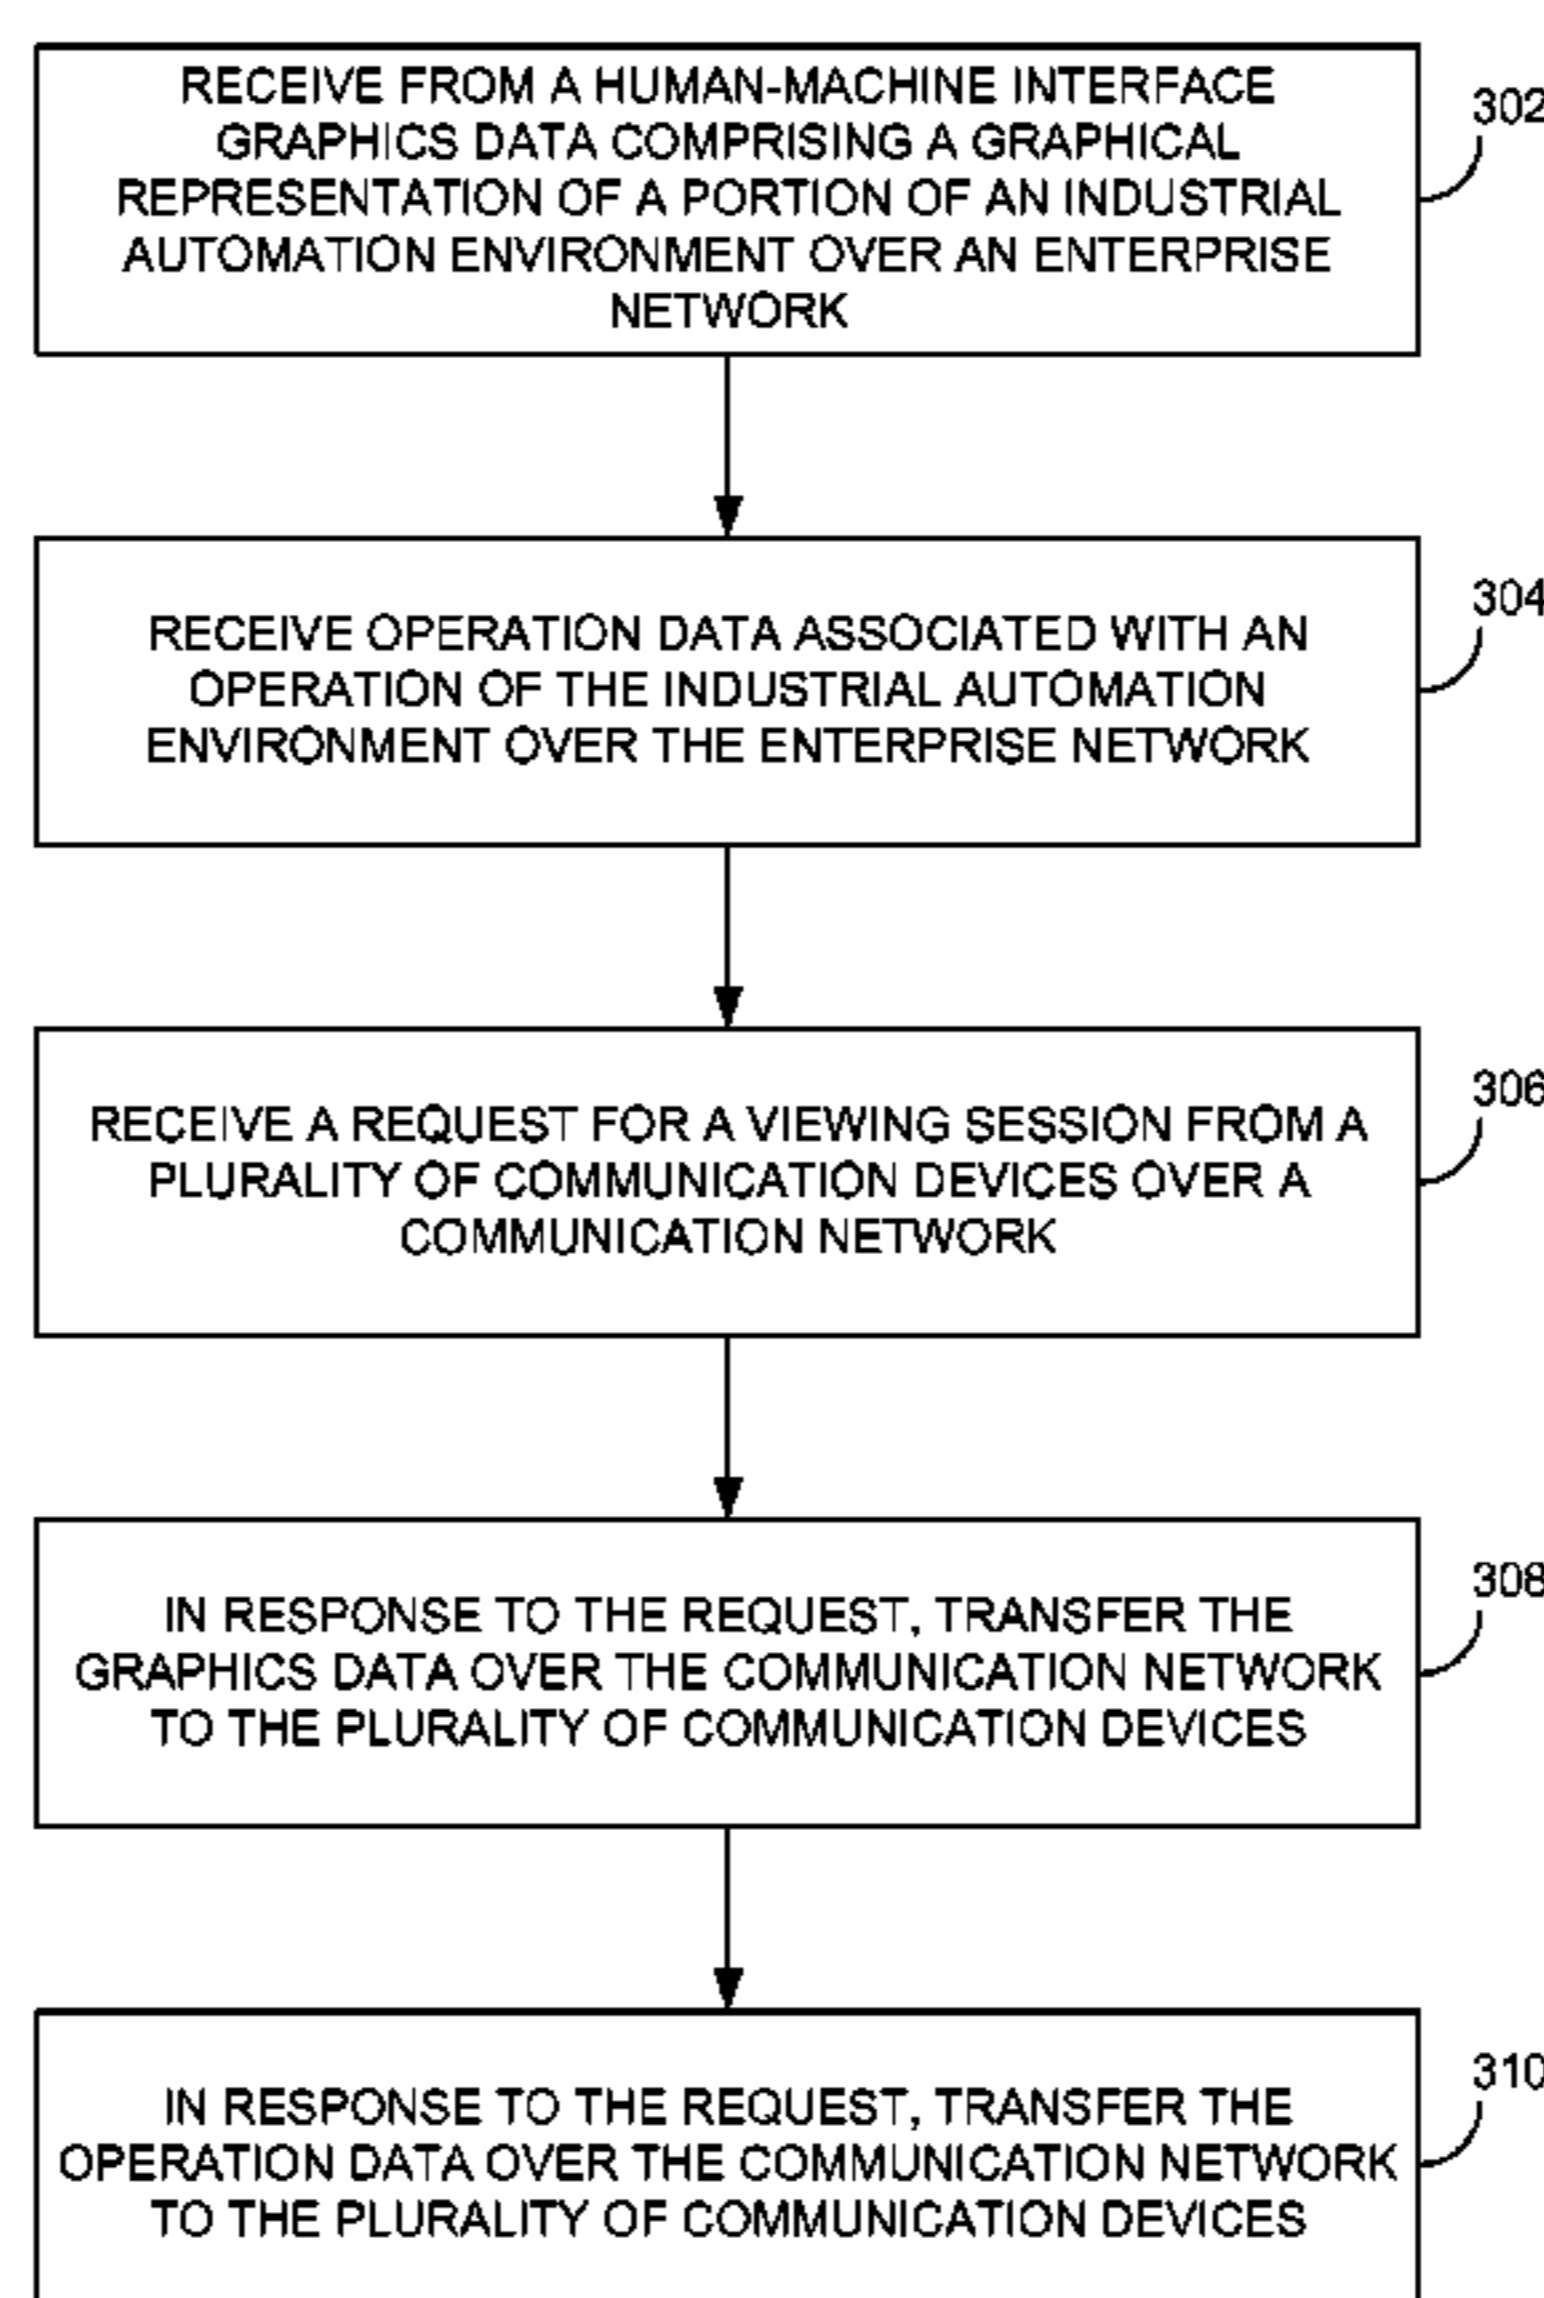 RECEIVE FROM A HUMAN-MACHINE INTERFACE
GRAPHICS DATA COMPRISING A GRAPHICAL
REPRESENTATION OF A PORTION OF AN INDUSTRIAL
AUTOMATION ENVIRONMENT OVER AN ENTERPRISE
NETWORK
302
RECEIVE OPERATION DATA ASSOCIATED WITH AN
OPERATION OF THE INDUSTRIAL AUTOMATION
ENVIRONMENT OVER THE ENTERPRISE NETWORK
304
RECEIVE A REQUEST FOR A VIEWING SESSION FROM A
PLURALITY OF COMMUNICATION DEVICES OVER A
COMMUNICATION NETWORK
306
IN RESPONSE TO THE REQUEST, TRANSFER THE
GRAPHICS DATA OVER THE COMMUNICATION NETWORK
TO THE PLURALITY OF COMMUNICATION DEVICES
308
IN RESPONSE TO THE REQUEST, TRANSFER THE
OPERATION DATA OVER THE COMMUNICATION NETWORK
TO THE PLURALITY OF COMMUNICATION DEVICES
310